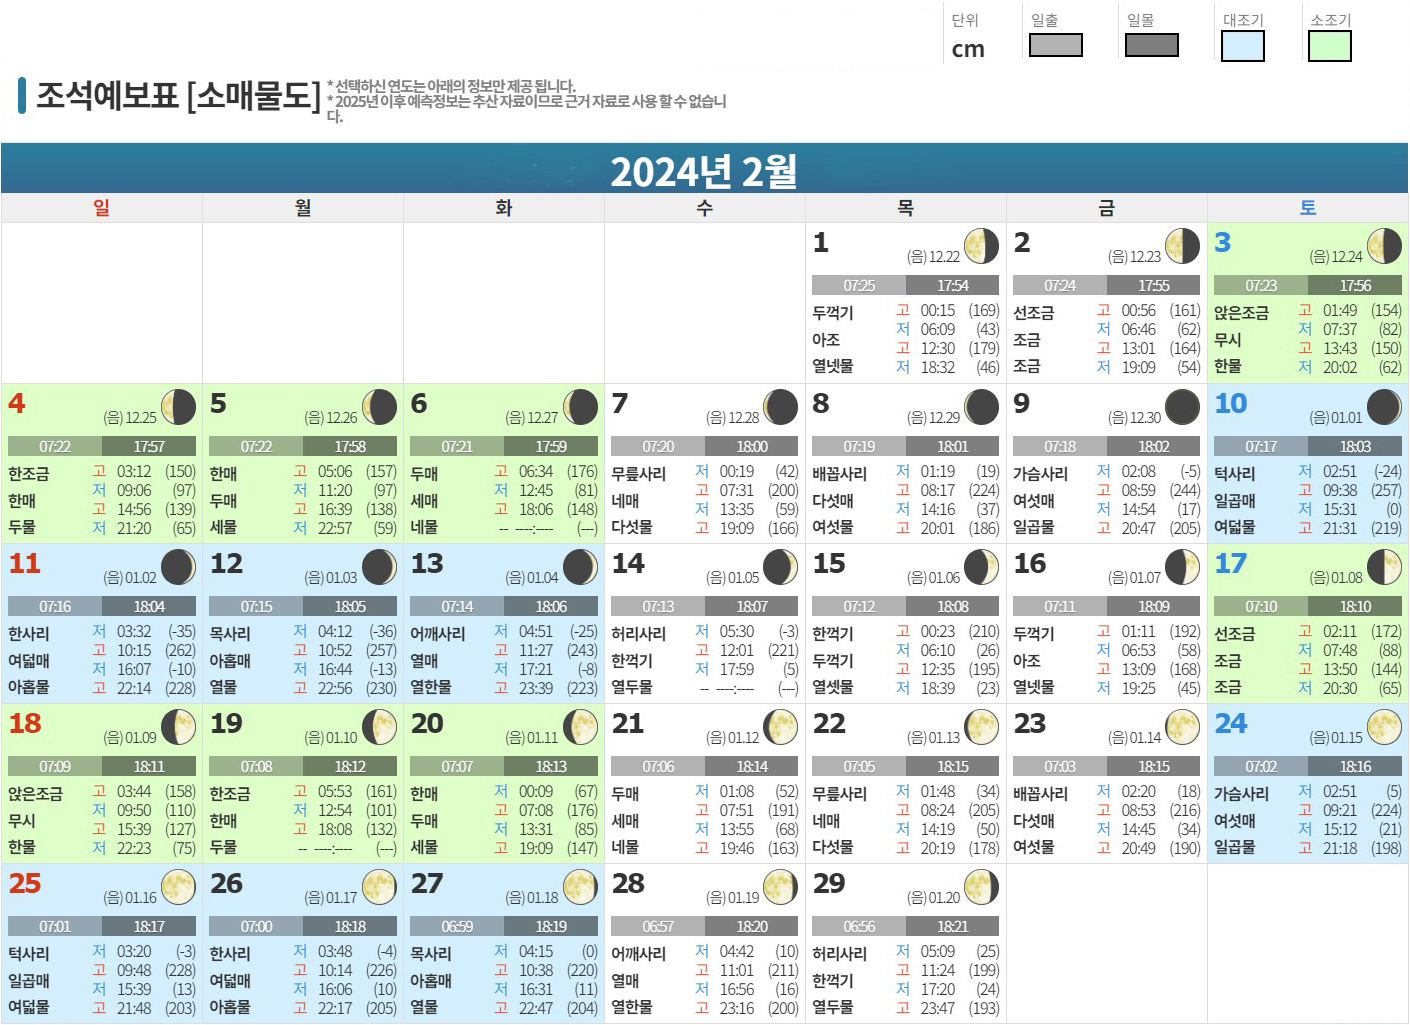 단위 일출 일몰 대조기 소조기
cm
조석예보표 [소매물도]
* 선택하신 연도는 아래의 정보만 제공 됩니다.
* 2025년 이후 예측정보는 추산 자료이므로 근거 자료로 사용 할 수 없습니
다.
2024년 2월
일 월 화 수 목 금 토
1 (음) 12.22
07:25 17:54
두꺽기
아조
열넷물
고 00:15 (169)
저 06:09 (43)
고 12:30 (179)
저 18:32 (46)
2 (음) 12.23
07:24 17:55
선조금
조금
조금
고 00:56 (161)
저 06:46 (62)
고 13:01 (164)
저 19:09 (54)
3 (음) 12.24
07:23 17:56
앉은조금
무시
한물
고 01:49 (154)
저 07:37 (82)
고 13:43 (150)
저 20:02 (62)
4 (음) 12.25
07:22 17:57
한조금
한매
두물
고 03:12 (150)
저 09:06 (97)
고 14:56 (139)
저 21:20 (65)
5 (음) 12.26
07:22 17:58
한매
두매
세물
고 05:06 (157)
저 11:20 (97)
고 16:39 (138)
저 22:57 (59)
6 (음) 12.27
07:21 17:59
두매
세매
네물
고 06:34 (176)
저 12:45 (81)
고 18:06 (148)
-- ----:---- (---)
7 (음) 12.28
07:20 18:00
무릎사리
네매
다섯물
저 00:19 (42)
고 07:31 (200)
저 13:35 (59)
고 19:09 (166)
8 (음) 12.29
07:19 18:01
배꼽사리
다섯매
여섯물
저 01:19 (19)
고 08:17 (224)
저 14:16 (37)
고 20:01 (186)
9 (음) 12.30
07:18 18:02
가슴사리
여섯매
일곱물
저 02:08 (-5)
고 08:59 (244)
저 14:54 (17)
고 20:47 (205)
10 (음) 01.01
07:17 18:03
턱사리
일곱매
여덟물
저 02:51 (-24)
고 09:38 (257)
저 15:31 (0)
고 21:31 (219)
11 (음) 01.02
07:16 18:04
한사리
여덟매
아홉물
저 03:32 (-35)
고 10:15 (262)
저 16:07 (-10)
고 22:14 (228)
12 (음) 01.03
07:15 18:05
목사리
아홉매
열물
저 04:12 (-36)
고 10:52 (257)
저 16:44 (-13)
고 22:56 (230)
13 (음) 01.04
07:14 18:06
어깨사리
열매
열한물
저 04:51 (-25)
고 11:27 (243)
저 17:21 (-8)
고 23:39 (223)
14 (음) 01.05
07:13 18:07
허리사리
한꺽기
열두물
저 05:30 (-3)
고 12:01 (221)
저 17:59 (5)
-- ----:---- (---)
15 (음) 01.06
07:12 18:08
한꺽기
두꺽기
열셋물
고 00:23 (210)
저 06:10 (26)
고 12:35 (195)
저 18:39 (23)
16 (음) 01.07
07:11 18:09
두꺽기
아조
열넷물
고 01:11 (192)
저 06:53 (58)
고 13:09 (168)
저 19:25 (45)
17 (음) 01.08
07:10 18:10
선조금
조금
조금
고 02:11 (172)
저 07:48 (88)
고 13:50 (144)
저 20:30 (65)
18 (음) 01.09
07:09 18:11
앉은조금
무시
한물
고 03:44 (158)
저 09:50 (110)
고 15:39 (127)
저 22:23 (75)
19 (음) 01.10
07:08 18:12
한조금
한매
두물
고 05:53 (161)
저 12:54 (101)
고 18:08 (132)
-- ----:---- (---)
20 (음) 01.11
07:07 18:13
한매
두매
세물
저 00:09 (67)
고 07:08 (176)
저 13:31 (85)
고 19:09 (147)
21 (음) 01.12
07:06 18:14
두매
세매
네물
저 01:08 (52)
고 07:51 (191)
저 13:55 (68)
고 19:46 (163)
22 (음) 01.13
07:05 18:15
무릎사리
네매
다섯물
저 01:48 (34)
고 08:24 (205)
저 14:19 (50)
고 20:19 (178)
23 (음) 01.14
07:03 18:15
배꼽사리
다섯매
여섯물
저 02:20 (18)
고 08:53 (216)
저 14:45 (34)
고 20:49 (190)
24 (음) 01.15
07:02 18:16
가슴사리
여섯매
일곱물
저 02:51 (5)
고 09:21 (224)
저 15:12 (21)
고 21:18 (198)
25 (음) 01.16
07:01 18:17
턱사리
일곱매
여덟물
저 03:20 (-3)
고 09:48 (228)
저 15:39 (13)
고 21:48 (203)
26 (음) 01.17
07:00 18:18
한사리
여덟매
아홉물
저 03:48 (-4)
고 10:14 (226)
저 16:06 (10)
고 22:17 (205)
27 (음) 01.18
06:59 18:19
목사리
아홉매
열물
저 04:15 (0)
고 10:38 (220)
저 16:31 (11)
고 22:47 (204)
28 (음) 01.19
06:57 18:20
어깨사리
열매
열한물
저 04:42 (10)
고 11:01 (211)
저 16:56 (16)
고 23:16 (200)
29 (음) 01.20
06:56 18:21
허리사리
한꺽기
열두물
저 05:09 (25)
고 11:24 (199)
저 17:20 (24)
고 23:47 (193)